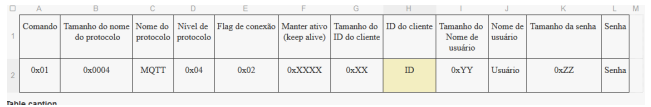 A B C D E F G H I J K L M
1 Comando Tamanho do nome do protocolo Nome do protocolo Nivel de protocolo Flag de conexão Manter ativo (keep alive) Tamanho do ID do cliente ID do cliente Tamanho do Nome de usuário Nome de usuário Tamanho da senha Senha
2 0x01 0x0004 MQTT 0x04 0x02 0xXXXX 0xXX ID 0xYY Usuário 0xZZ Senha
Table caption